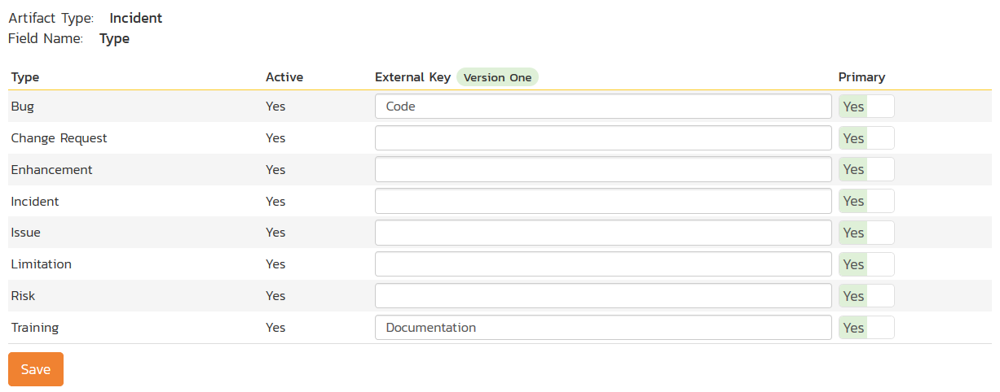 Artifact Type: Incident
Field Name: Type
Type Active External Key Version One Primary
Bug Yes Code Yes
Change Request Yes Yes
Enhancement Yes Yes
Incident Yes Yes
Issue Yes Yes
Limitation Yes Yes
Risk Yes Yes
Training Yes Documentation Yes
Save